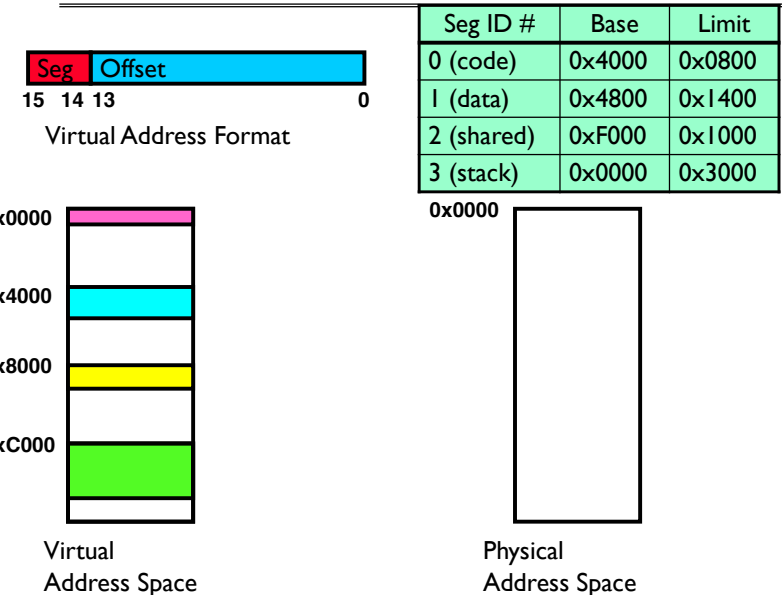 Seg ID # Base Limit
0 (code) 0x4000 0x0800
1 (data) 0x4800 0x1400
2 (shared) 0xF000 0x1000
3 (stack) 0x0000 0x3000
Seg Offset
15 14 13 0
Virtual Address Format
x0000
x4000
x8000
xC000
0x0000
Virtual
Address Space
Physical
Address Space